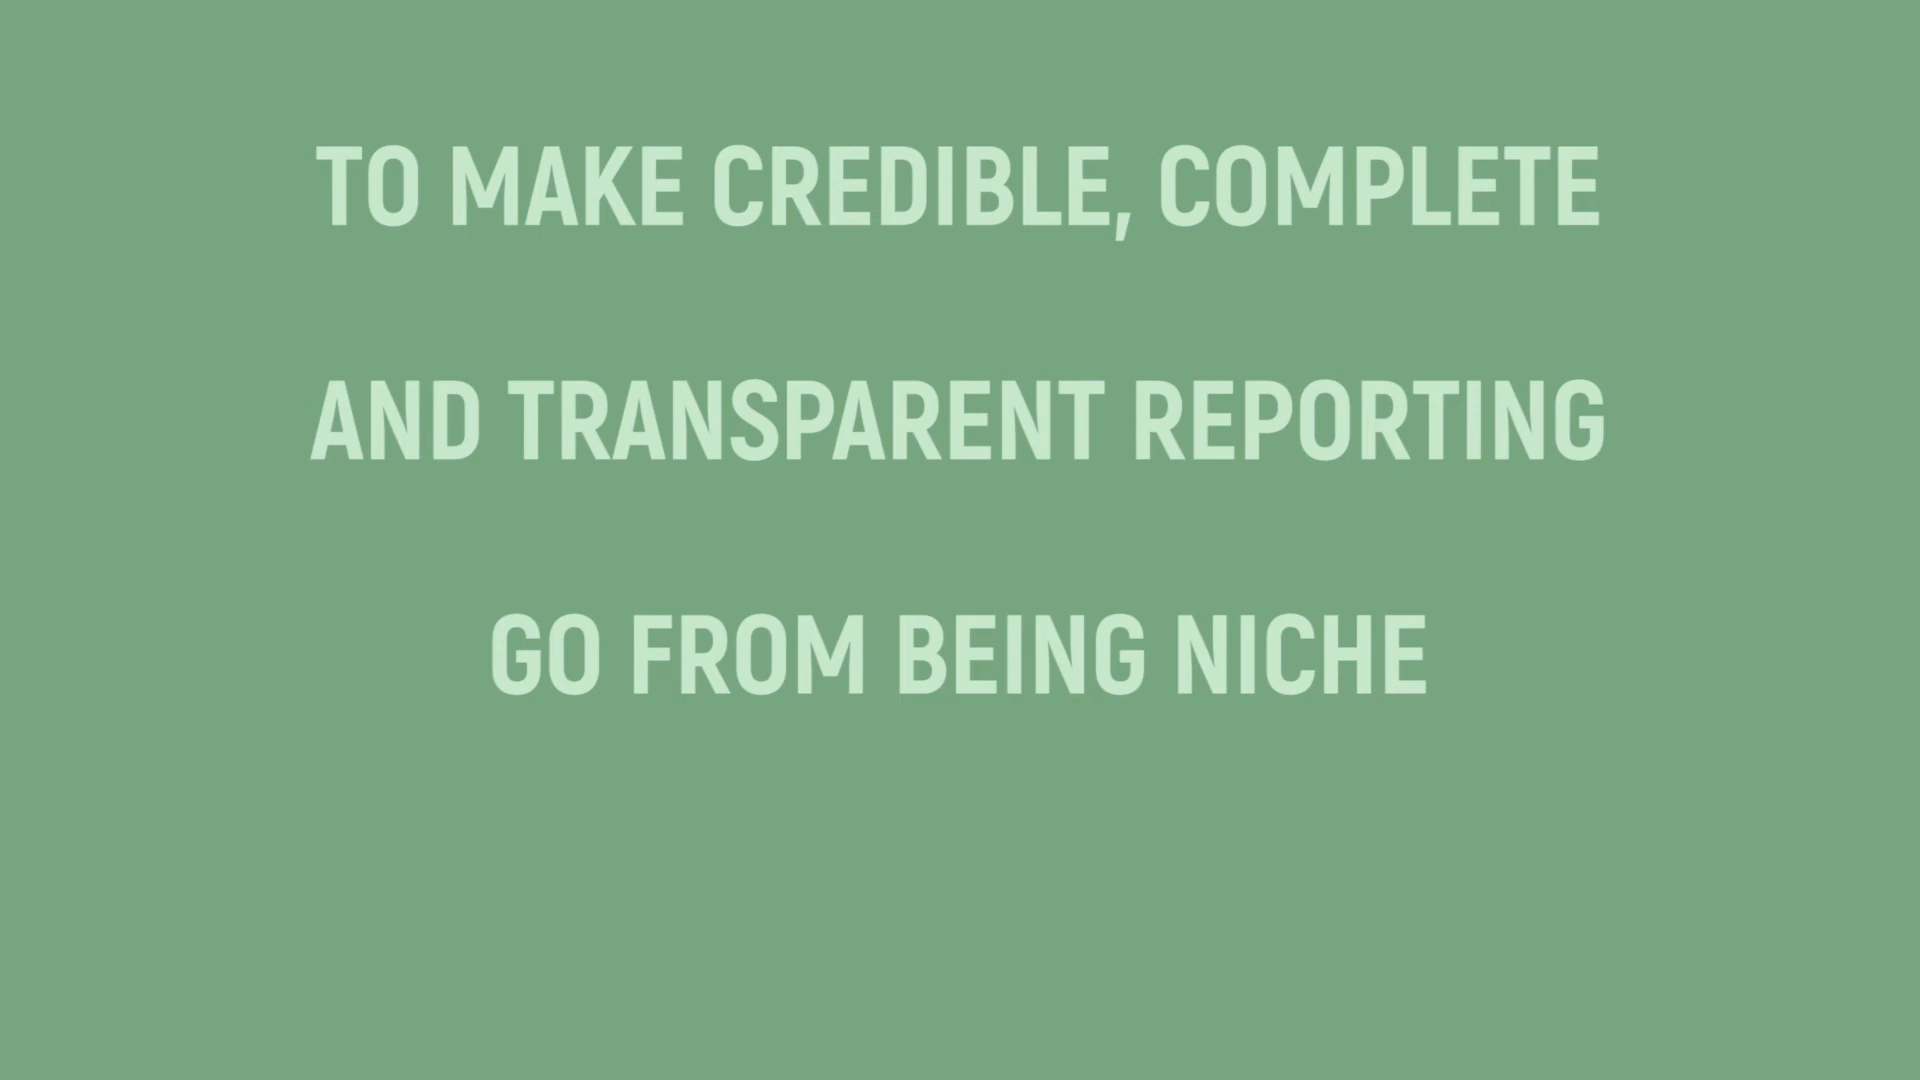 TO MAKE CREDIBLE, COMPLETE
AND TRANSPARENT REPORTING
GO FROM BEING NICHE